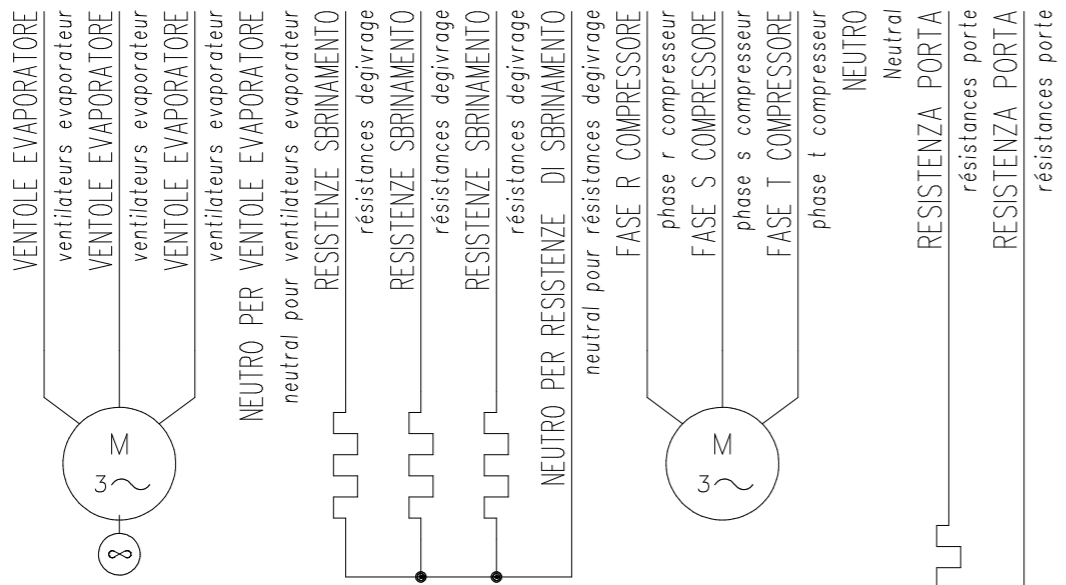 VENTOLE EVAPORATORE
ventilateurs evaporateur
VENTOLE EVAPORATORE
ventilateurs evaporateur
VENTOLE EVAPORATORE
ventilateurs evaporateur
NEUTRO PER VENTOLE EVAPORATORE
neutral pour ventilateurs evaporateur
RESISTENZE SBRINAMENTO
résistances degivrage
RESISTENZE SBRINAMENTO
résistances degivrage
RESISTENZE SBRINAMENTO
résistances degivrage
NEUTRO PER RESISTENZE DI SBRINAMENTO
neutral pour résistances degivrage
FASE R COMPRESSORE
phase r compresseur
FASE S COMPRESSORE
phase s compresseur
FASE T COMPRESSORE
phase t compresseur
NEUTRO
Neutral
RESISTENZA PORTA
résistances porte
RESISTENZA PORTA
résistances porte
M
3~
M
3~